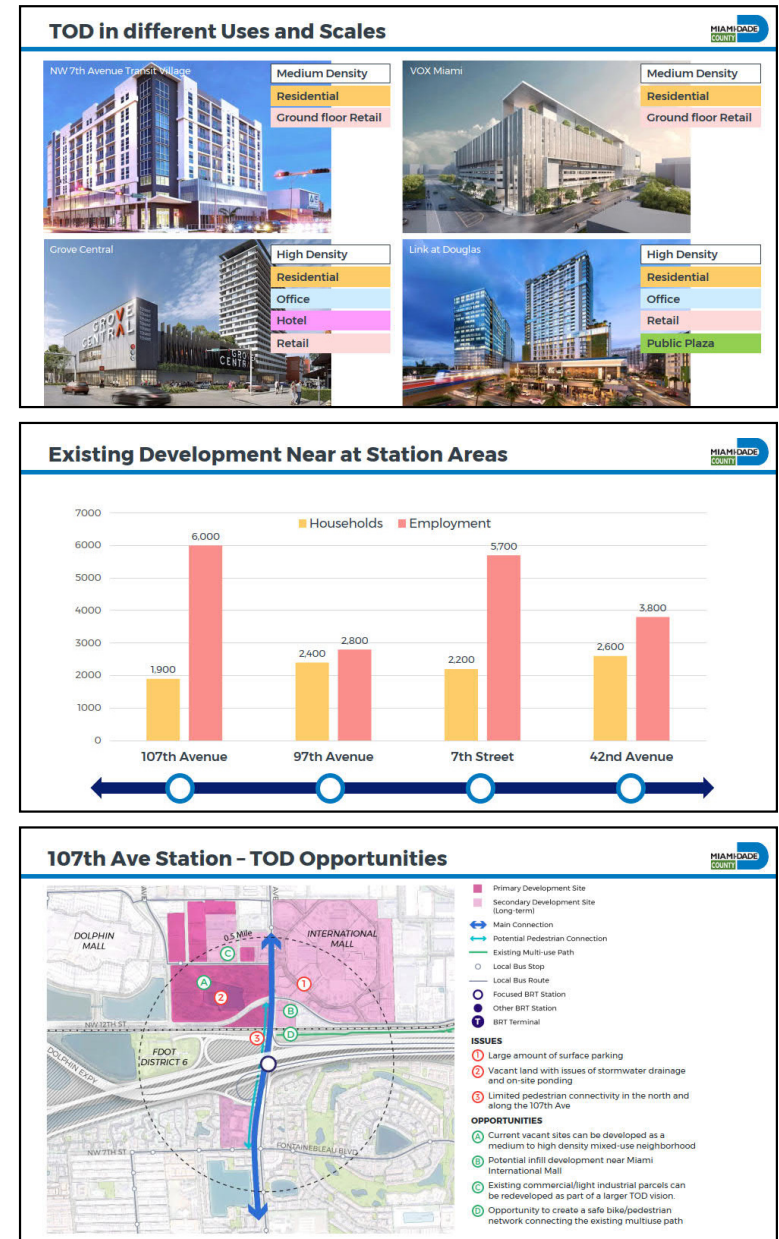 TOD in different Uses and Scales
MIAMI-DADE
COUNTY
NW 7th Avenue Transit Village
Medium Density
Residential
Ground floor Retail
VOX Miami
Medium Density
Residential
Ground floor Retail
Grove Central
High Density
Residential
Office
Hotel
Retail
GROVE
CENTRAL
GROVE
CENTRAL
Link at Douglas
High Density
Residential
Office
Retail
Public Plaza
Existing Development Near at Station Areas
MIAMI-DADE
COUNTY
Households
Employment
7000
6000
5000
4000
3000
2000
1000
0
1,900
6,000
2,400
2,800
2,200
5,700
2,600
3,800
107th Avenue
97th Avenue
7th Street
42nd Avenue
107th Ave Station – TOD Opportunities
MIAMI-DADE
COUNTY
AVE
AVE
DOLPHIN
MALL
0.5 Mile
INTERNATIONAL
MALL
C
A
1
2
B
NW 12TH ST
3
D
DOLPHIN EXPY
FDOT
DISTRICT 6
NW 7TH ST
FONTAINEBLEAU BLVD
Primary Development Site
Secondary Development Site
(Long-term)
Main Connection
Potential Pedestrian Connection
Existing Multi-use Path
Local Bus Stop
Local Bus Route
Focused BRT Station
Other BRT Station
T BRT Terminal
ISSUES
1 Large amount of surface parking
2 Vacant land with issues of stormwater drainage
and on-site ponding
3 Limited pedestrian connectivity in the north and
along the 107th Ave
OPPORTUNITIES
A Current vacant sites can be developed as a
medium to high density mixed-use neighborhood
B Potential infill development near Miami
International Mall
C Existing commercial/light industrial parcels can
be redeveloped as part of a larger TOD vision.
D Opportunity to create a safe bike/pedestrian
network connecting the existing multiuse path